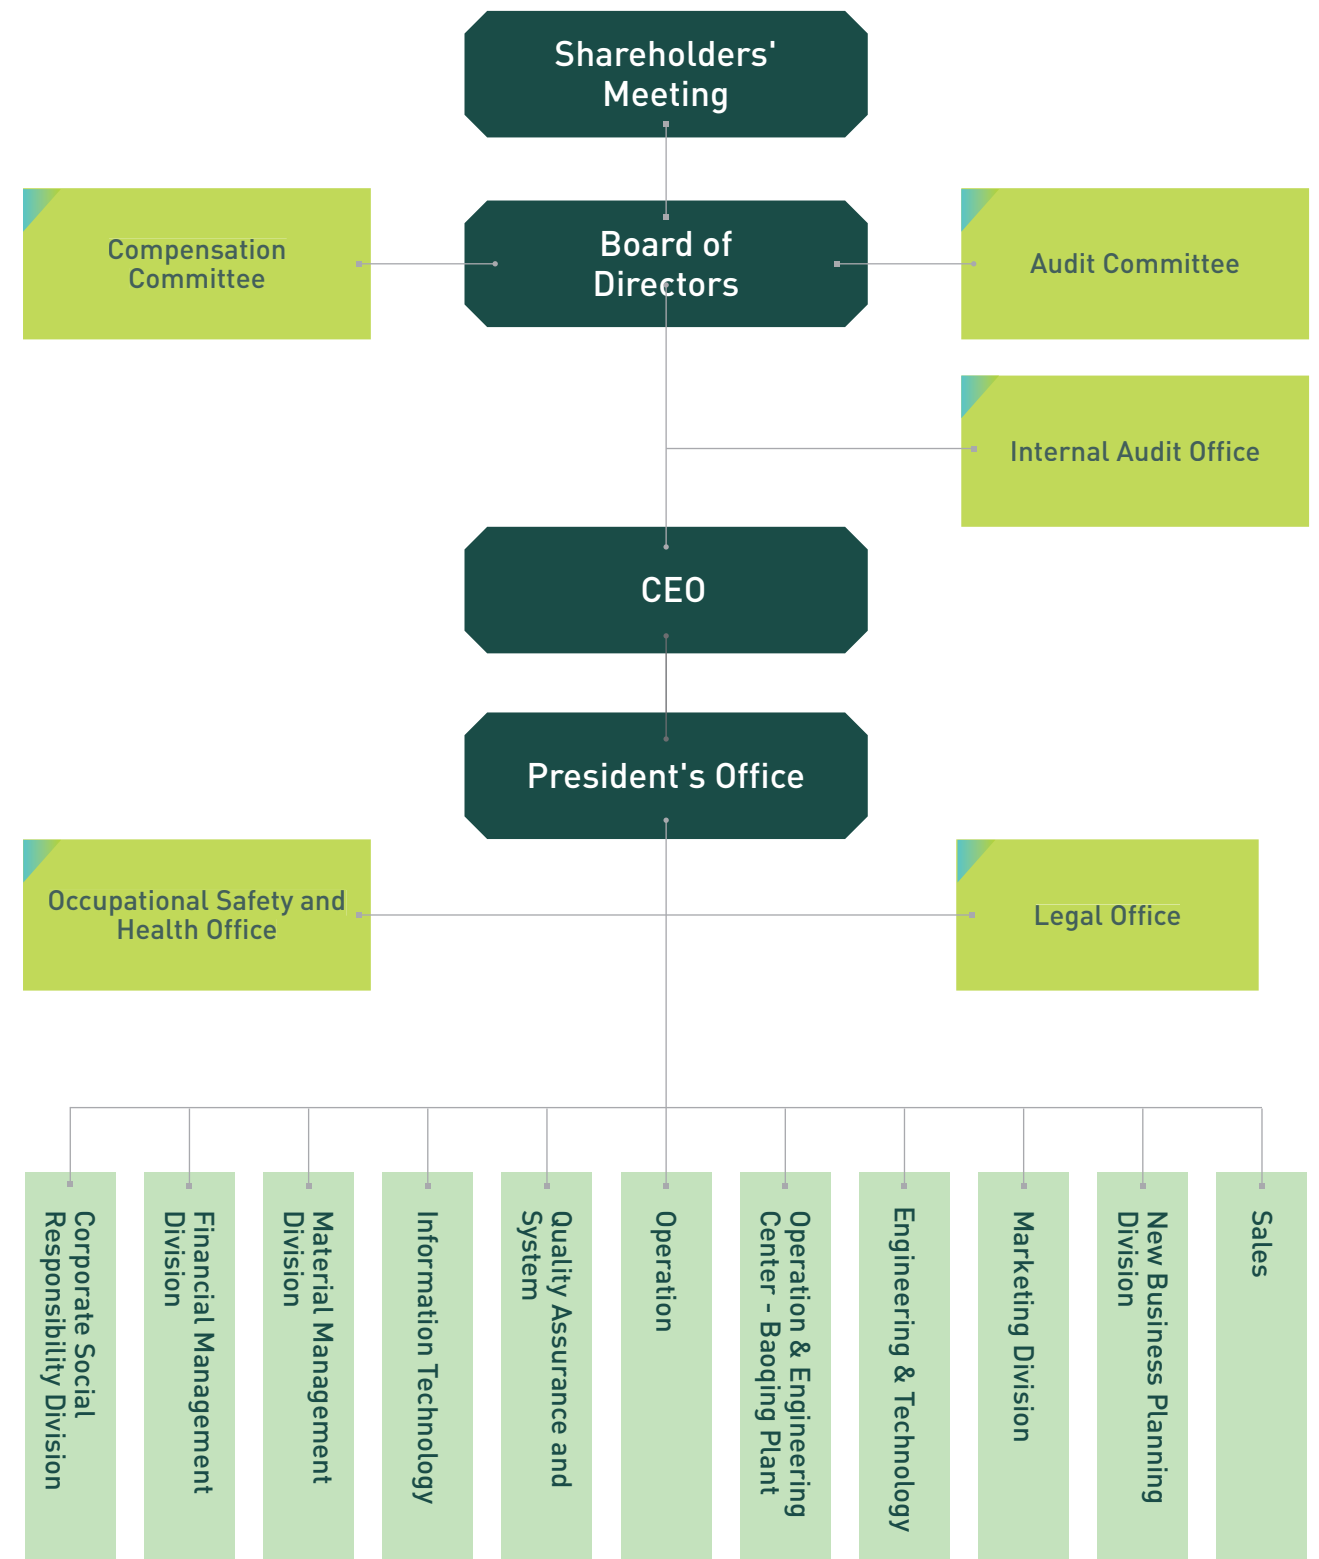 Shareholders'
Meeting
Compensation
Committee
Board of
Directors
Audit Committee
Internal Audit Office
CEO
President's Office
Occupational Safety and
Health Office
Legal Office
Corporate Social
Responsibility Division
Financial Management
Division
Material Management
Division
Information Technology
Quality Assurance and
System
Operation
Operation & Engineering
Center - Baoqing Plant
Engineering & Technology
Marketing Division
New Business Planning
Division
Sales